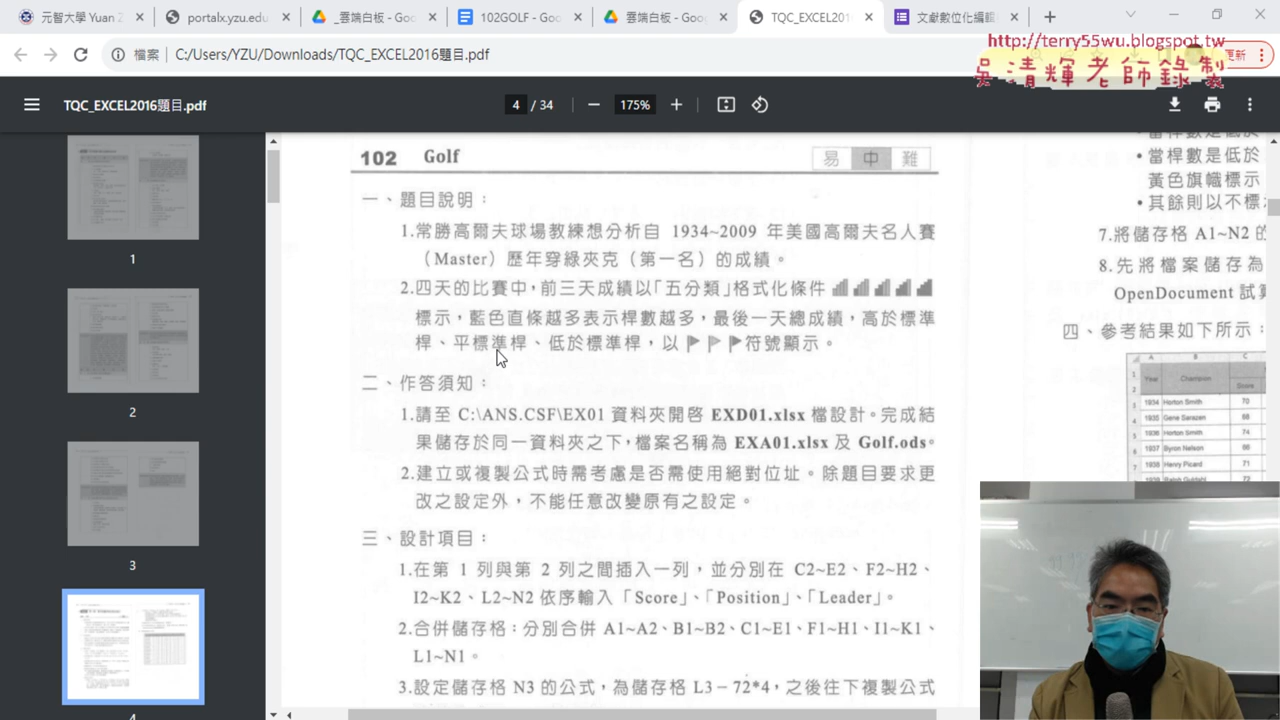 元智大學 Yuan Z
portalx.yzu.edu
_雲端白板 - Goo
102GOLF - Goo
雲端白板 - Goog
TQC_EXCEL201
文獻數位化編輯
http://terry55wu.blogspot.tw
檔案
C:/Users/YZU/Downloads/TQC_EXCEL2016題目.pdf
更新
吳清輝老師錄製
TQC_EXCEL2016題目.pdf
4 / 34
175%
1
2
3
4
102 Golf
易 中 難
一、題目說明：
1.常勝高爾夫球場教練想分析自 1934~2009 年美國高爾夫名人賽
（Master）歷年穿綠夾克（第一名）的成績。
2.四天的比賽中，前三天成績以「五分類」格式化條件
標示，藍色直條越多表示桿數越多，最後一天總成績，高於標準
桿、平標準桿、低於標準桿，以 符號顯示。
二、作答須知：
1.請至 C:\ANS.CSF\EX01 資料夾開啓 EXD01.xlsx 檔設計。完成結
果儲存於同一資料夾之下，檔案名稱為 EXA01.xlsx 及 Golf.ods。
2.建立或複製公式時需考慮是否需使用絕對位址。除題目要求更
改之設定外，不能任意改變原有之設定。
三、設計項目：
1.在第 1 列與第 2 列之間插入一列，並分別在 C2~E2、F2~H2、
I2~K2、L2~N2 依序輸入「Score」、「Position」、「Leader」。
2.合併儲存格：分別合併 A1~A2、B1~B2、C1~E1、F1~H1、I1~K1、
L1~N1。
3.設定儲存格 N3 的公式，為儲存格 L3－72*4，之後往下複製公式
•當桿數是低於
黃色旗幟標示
•其餘則以不標
7.將儲存格 A1~N2 的
8.先將檔案儲存為
OpenDocument 試算
四、參考結果如下所示：
A B C
1 Year Champion
2 Score
1934 Horton Smith 70
1935 Gene Sarazen 68
1936 Horton Smith 74
1937 Byron Nelson 66
1938 Henry Picard 71